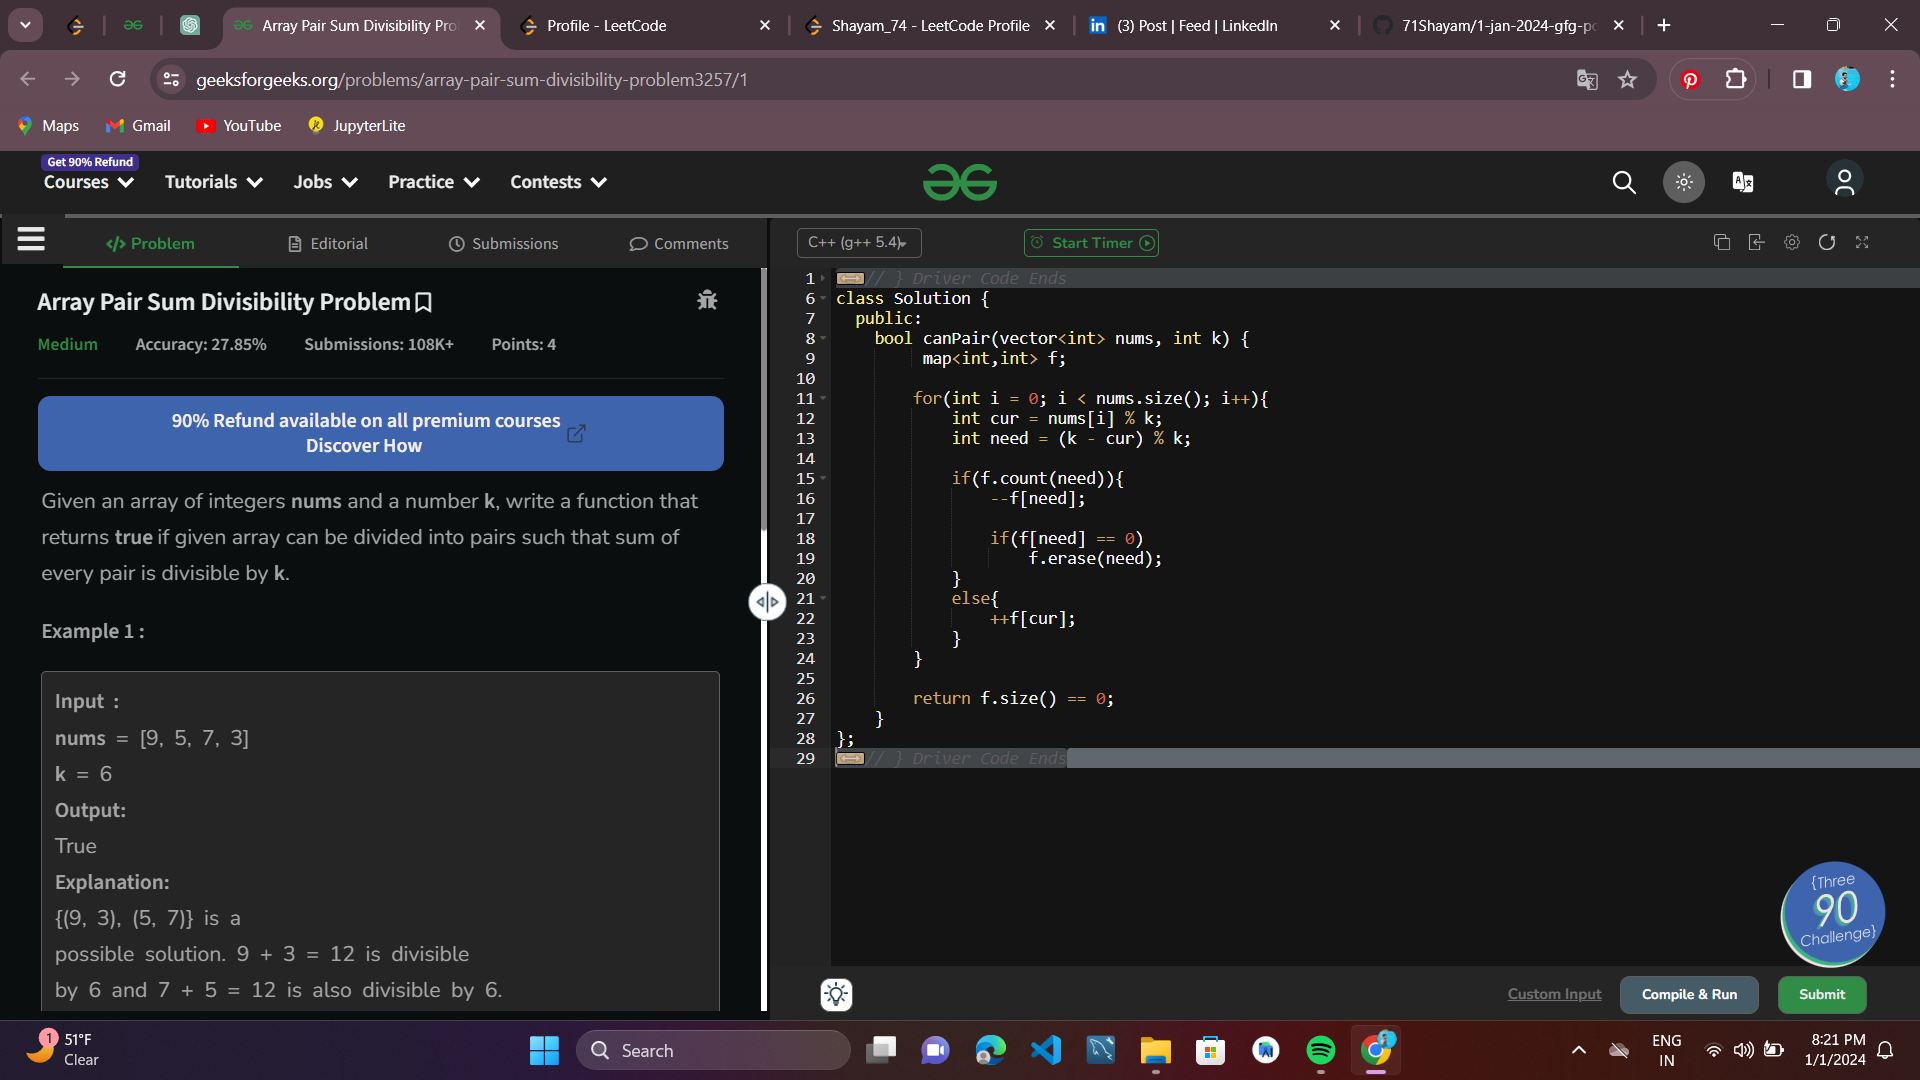 Array Pair Sum Divisibility Pro
Profile - LeetCode
Shayam_74 - LeetCode Profile
(3) Post | Feed | LinkedIn
71Shayam/1-jan-2024-gfg-po
geeksforgeeks.org/problems/array-pair-sum-divisibility-problem3257/1
Maps
Gmail
YouTube
JupyterLite
Get 90% Refund
Courses
Tutorials
Jobs
Practice
Contests
</> Problem
Editorial
Submissions
Comments
C++ (g++ 5.4)
Start Timer
Array Pair Sum Divisibility Problem
Medium Accuracy: 27.85% Submissions: 108K+ Points: 4
90% Refund available on all premium courses
Discover How
Given an array of integers nums and a number k, write a function that
returns true if given array can be divided into pairs such that sum of
every pair is divisible by k.
Example 1 :
Input :
nums = [9, 5, 7, 3]
k = 6
Output:
True
Explanation:
{(9, 3), (5, 7)} is a
possible solution. 9 + 3 = 12 is divisible
by 6 and 7 + 5 = 12 is also divisible by 6.
1 // } Driver Code Ends
6 class Solution {
7 public:
8 bool canPair(vector<int> nums, int k) {
9 map<int,int> f;
10
11 for(int i = 0; i < nums.size(); i++){
12 int cur = nums[i] % k;
13 int need = (k - cur) % k;
14
15 if(f.count(need)){
16 --f[need];
17
18 if(f[need] == 0)
19 f.erase(need);
20 }
21 else{
22 ++f[cur];
23 }
24 }
25
26 return f.size() == 0;
27 }
28 };
29 // } Driver Code Ends
{Three
90
Challenge}
Custom Input
Compile & Run
Submit
1
51°F
Clear
Search
ENG
IN
8:21 PM
1/1/2024